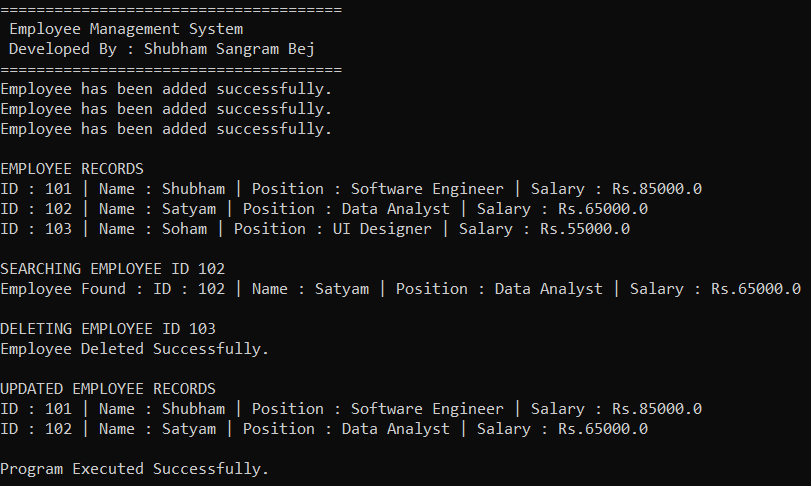 ======================================
 Employee Management System
 Developed By : Shubham Sangram Bej
======================================
Employee has been added successfully.
Employee has been added successfully.
Employee has been added successfully.

EMPLOYEE RECORDS
ID : 101 | Name : Shubham | Position : Software Engineer | Salary : Rs.85000.0
ID : 102 | Name : Satyam | Position : Data Analyst | Salary : Rs.65000.0
ID : 103 | Name : Soham | Position : UI Designer | Salary : Rs.55000.0

SEARCHING EMPLOYEE ID 102
Employee Found : ID : 102 | Name : Satyam | Position : Data Analyst | Salary : Rs.65000.0

DELETING EMPLOYEE ID 103
Employee Deleted Successfully.

UPDATED EMPLOYEE RECORDS
ID : 101 | Name : Shubham | Position : Software Engineer | Salary : Rs.85000.0
ID : 102 | Name : Satyam | Position : Data Analyst | Salary : Rs.65000.0

Program Executed Successfully.